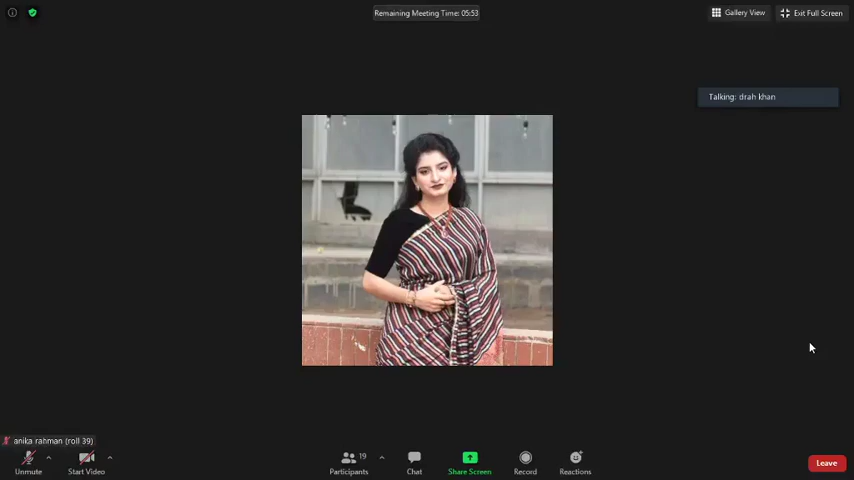 Remaining Meeting Time: 05:53
Gallery View
Exit Full Screen
Talking: drah khan
anika rahman (roll 39)
Unmute
Start Video
19
Participants
Chat
Share Screen
Record
Reactions
Leave